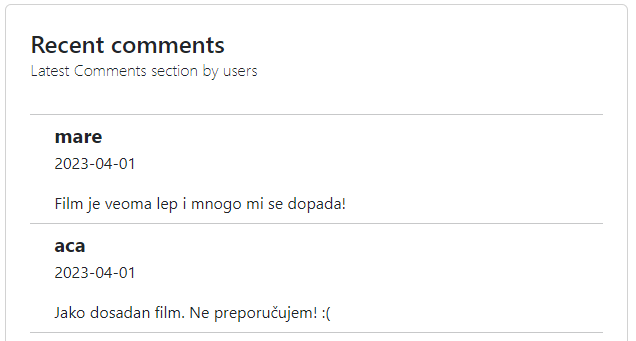 Recent comments
Latest Comments section by users
mare
2023-04-01
Film je veoma lep i mnogo mi se dopada!
aca
2023-04-01
Jako dosadan film. Ne preporučujem! :(